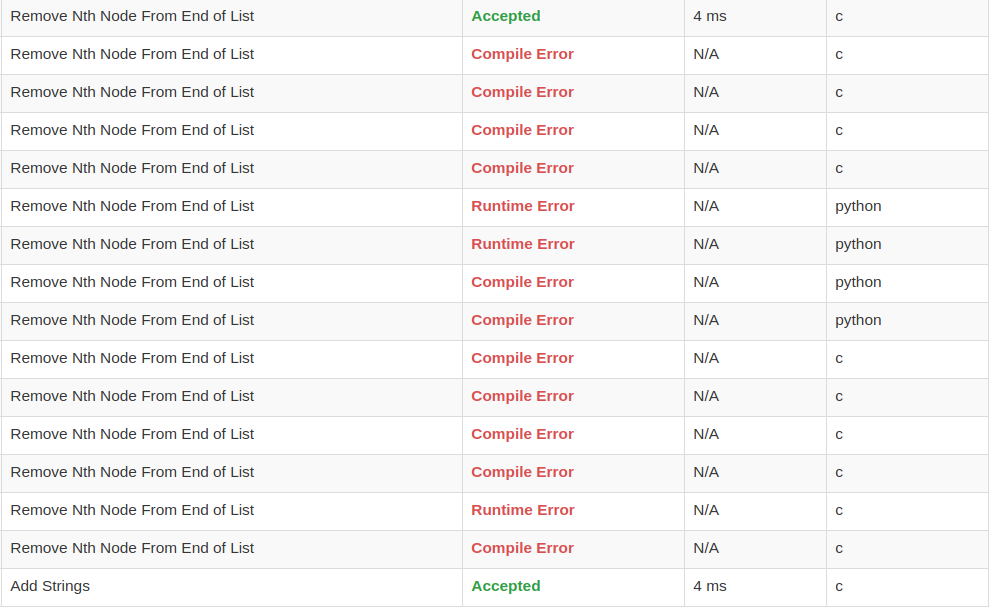 Remove Nth Node From End of List Accepted 4 ms c
Remove Nth Node From End of List Compile Error N/A c
Remove Nth Node From End of List Compile Error N/A c
Remove Nth Node From End of List Compile Error N/A c
Remove Nth Node From End of List Compile Error N/A c
Remove Nth Node From End of List Runtime Error N/A python
Remove Nth Node From End of List Runtime Error N/A python
Remove Nth Node From End of List Compile Error N/A python
Remove Nth Node From End of List Compile Error N/A python
Remove Nth Node From End of List Compile Error N/A c
Remove Nth Node From End of List Compile Error N/A c
Remove Nth Node From End of List Compile Error N/A c
Remove Nth Node From End of List Compile Error N/A c
Remove Nth Node From End of List Runtime Error N/A c
Remove Nth Node From End of List Compile Error N/A c
Add Strings Accepted 4 ms c